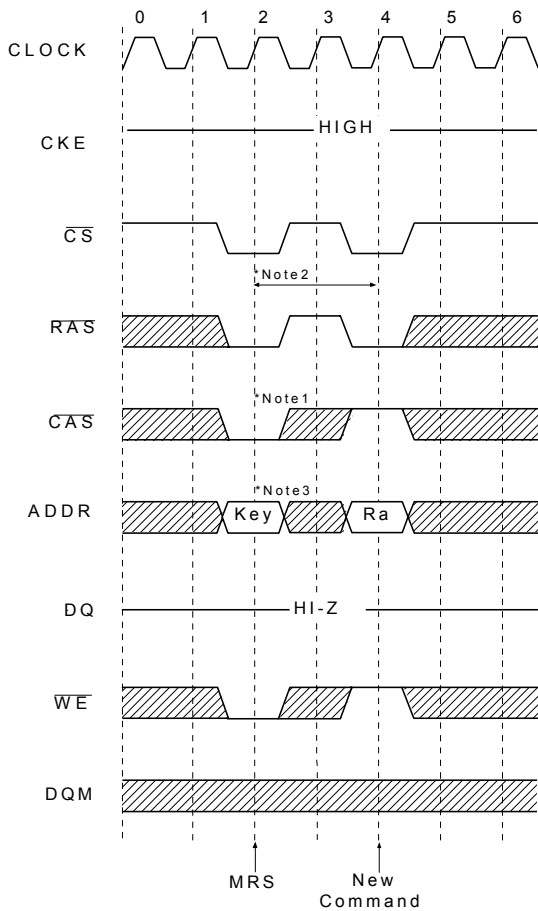 0 1 2 3 4 5 6
CLOCK
HIGH
CKE
CS
*Note2
RAS
*Note1
CAS
*Note3
ADDR Key Ra
DQ HI-Z
WE
DQM
MRS New
Command